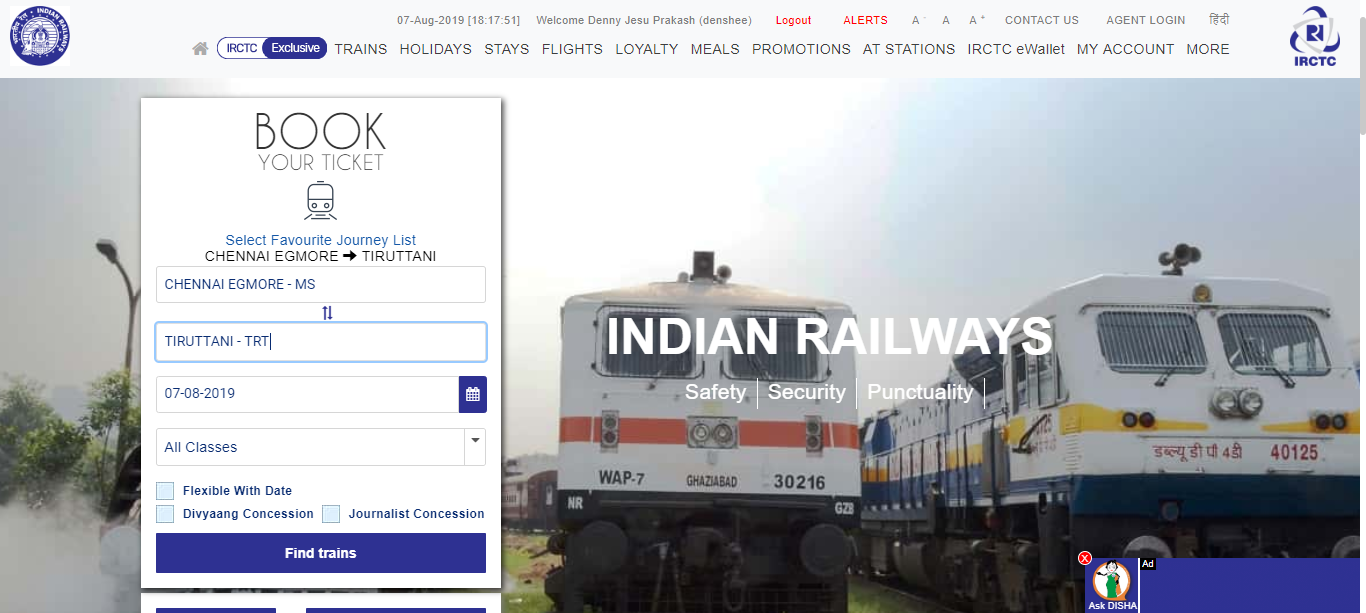 07-Aug-2019 [18:17:51] Welcome Denny Jesu Prakash (denshee) Logout ALERTS A - A A + CONTACT US AGENT LOGIN हिंदी
INDIAN RAILWAYS
IRCTC Exclusive TRAINS HOLIDAYS STAYS FLIGHTS LOYALTY MEALS PROMOTIONS AT STATIONS IRCTC eWallet MY ACCOUNT MORE
IRCTC
BOOK
YOUR TICKET
Select Favourite Journey List
CHENNAI EGMORE ➔ TIRUTTANI
CHENNAI EGMORE - MS
TIRUTTANI - TRT
07-08-2019
All Classes
Flexible With Date
Divyaang Concession Journalist Concession
Find trains
INDIAN RAILWAYS
Safety Security Punctuality
WAP-7 GHAZIABAD 30216
NR GZB
डब्ल्यू डी पी 4डी 40125
X
Ad
Ask DISHA